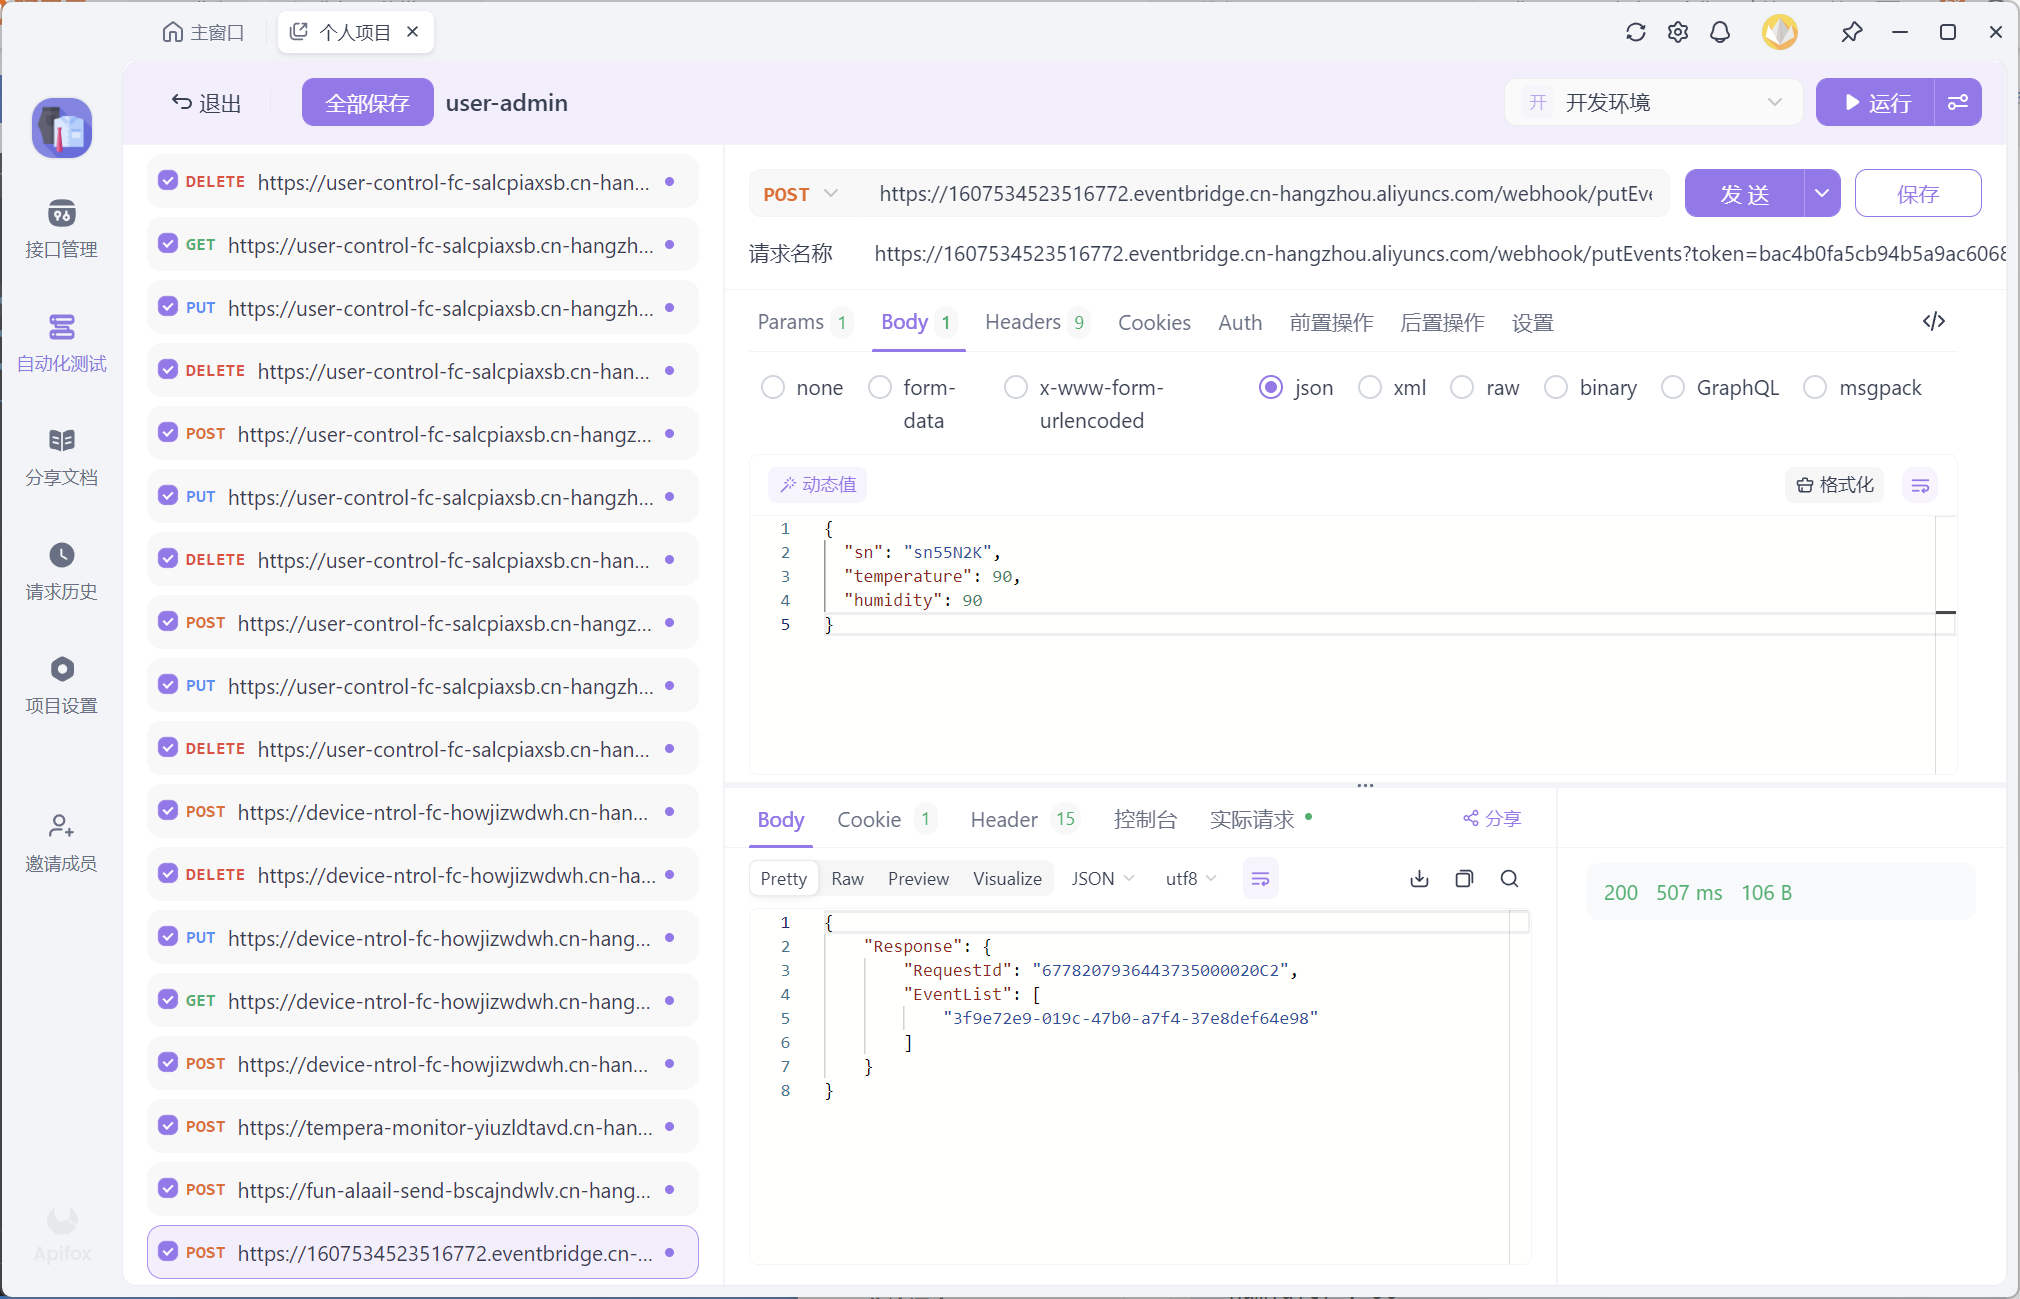 主窗口
个人项目
退出
全部保存
user-admin
开 开发环境
运行
接口管理
自动化测试
分享文档
请求历史
项目设置
邀请成员
Apifox
DELETE https://user-control-fc-salcpiaxsb.cn-han...
GET https://user-control-fc-salcpiaxsb.cn-hangzh...
PUT https://user-control-fc-salcpiaxsb.cn-hangzh...
DELETE https://user-control-fc-salcpiaxsb.cn-han...
POST https://user-control-fc-salcpiaxsb.cn-hangz...
PUT https://user-control-fc-salcpiaxsb.cn-hangzh...
DELETE https://user-control-fc-salcpiaxsb.cn-han...
POST https://user-control-fc-salcpiaxsb.cn-hangz...
PUT https://user-control-fc-salcpiaxsb.cn-hangzh...
DELETE https://user-control-fc-salcpiaxsb.cn-han...
POST https://device-ntrol-fc-howjizwdwh.cn-han...
DELETE https://device-ntrol-fc-howjizwdwh.cn-ha...
PUT https://device-ntrol-fc-howjizwdwh.cn-hang...
GET https://device-ntrol-fc-howjizwdwh.cn-hang...
POST https://device-ntrol-fc-howjizwdwh.cn-han...
POST https://tempera-monitor-yiuzldtavd.cn-han...
POST https://fun-alaail-send-bscajndwlv.cn-hang...
POST https://1607534523516772.eventbridge.cn-...
POST https://1607534523516772.eventbridge.cn-hangzhou.aliyuncs.com/webhook/putEve
发 送
保存
请求名称 https://1607534523516772.eventbridge.cn-hangzhou.aliyuncs.com/webhook/putEvents?token=bac4b0fa5cb94b5a9ac6068
Params 1 Body 1 Headers 9 Cookies Auth 前置操作 后置操作 设置
none form-data x-www-form-urlencoded json xml raw binary GraphQL msgpack
动态值 格式化
1 {
2 "sn": "sn55N2K",
3 "temperature": 90,
4 "humidity": 90
5 }
Body Cookie 1 Header 15 控制台 实际请求 分享
Pretty Raw Preview Visualize JSON utf8
200 507 ms 106 B
1 {
2 "Response": {
3 "RequestId": "6778207936443735000020C2",
4 "EventList": [
5 "3f9e72e9-019c-47b0-a7f4-37e8def64e98"
6 ]
7 }
8 }